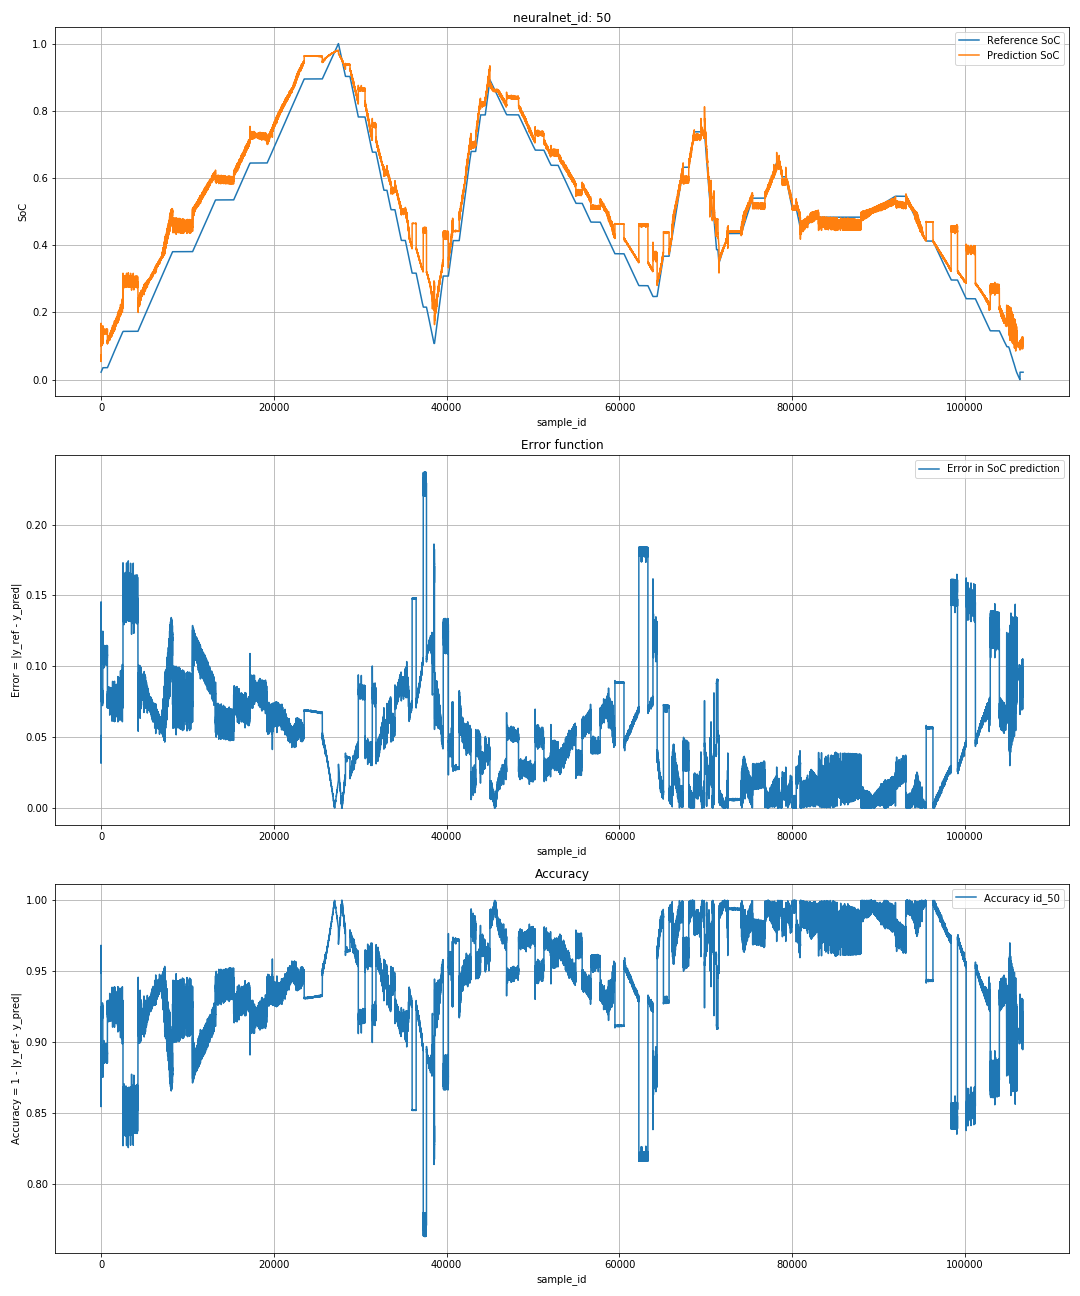 neuralnet_id: 50
Reference SoC
Prediction SoC
1.0
0.8
0.6
0.4
0.2
0.0
SoC
0
20000
40000
60000
80000
100000
sample_id
Error function
Error in SoC prediction
0.20
0.15
0.10
0.05
0.00
Error = |y_ref - y_pred|
0
20000
40000
60000
80000
100000
sample_id
Accuracy
Accuracy id_50
1.00
0.95
0.90
0.85
0.80
Accuracy = 1 - |y_ref - y_pred|
0
20000
40000
60000
80000
100000
sample_id